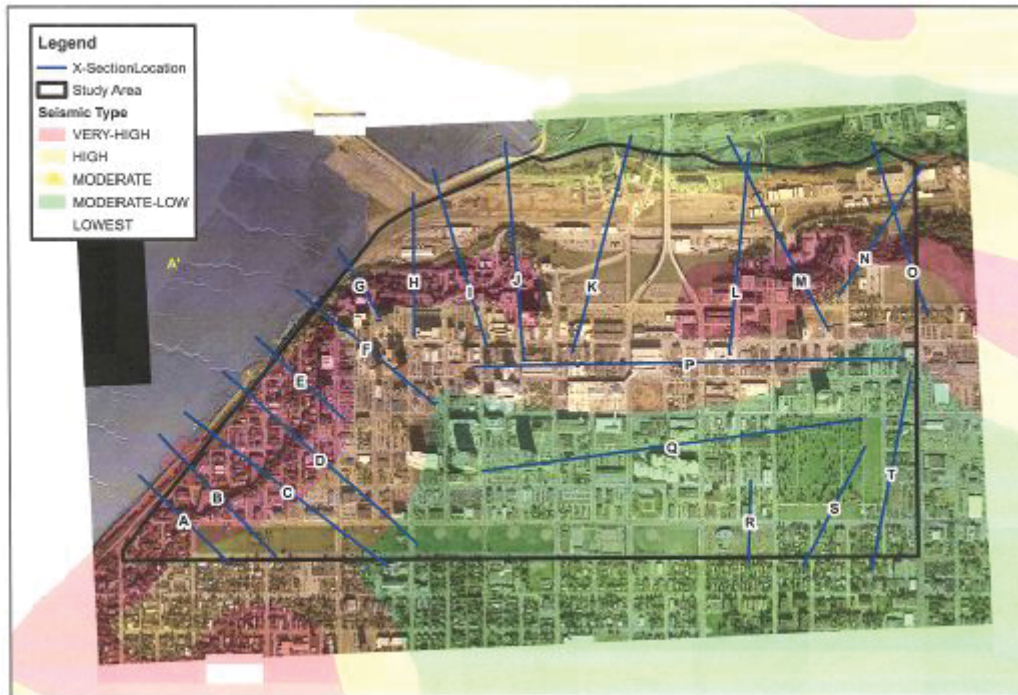 Legend
X-SectionLocation
Study Area
Seismic Type
VERY-HIGH
HIGH
MODERATE
MODERATE-LOW
LOWEST
A'
G
H
I
J
K
L
M
N
O
F
P
E
D
Q
C
B
A
R
S
T